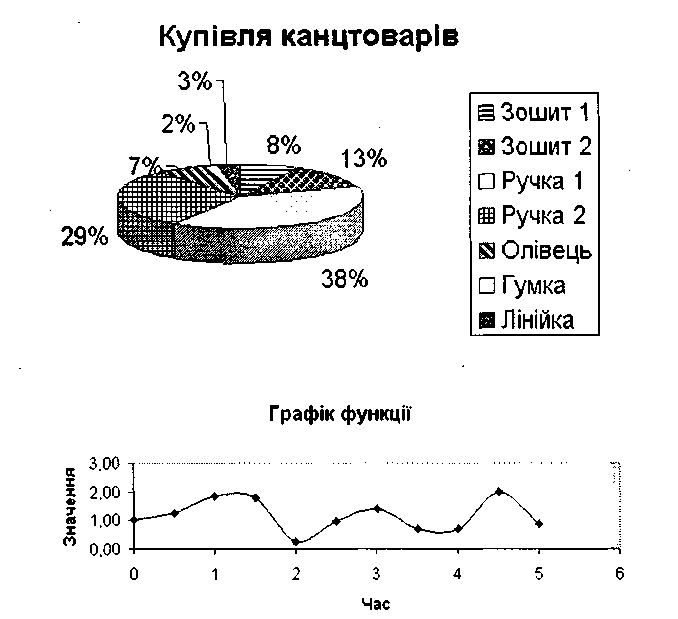 Купівля канцтоварів
3%
2%
8%
13%
7%
29%
38%
Зошит 1
Зошит 2
Ручка 1
Ручка 2
Олівець
Гумка
Лінійка
Графік функції
Значення
3,00
2,00
1,00
0,00
0 1 2 3 4 5 6
Час